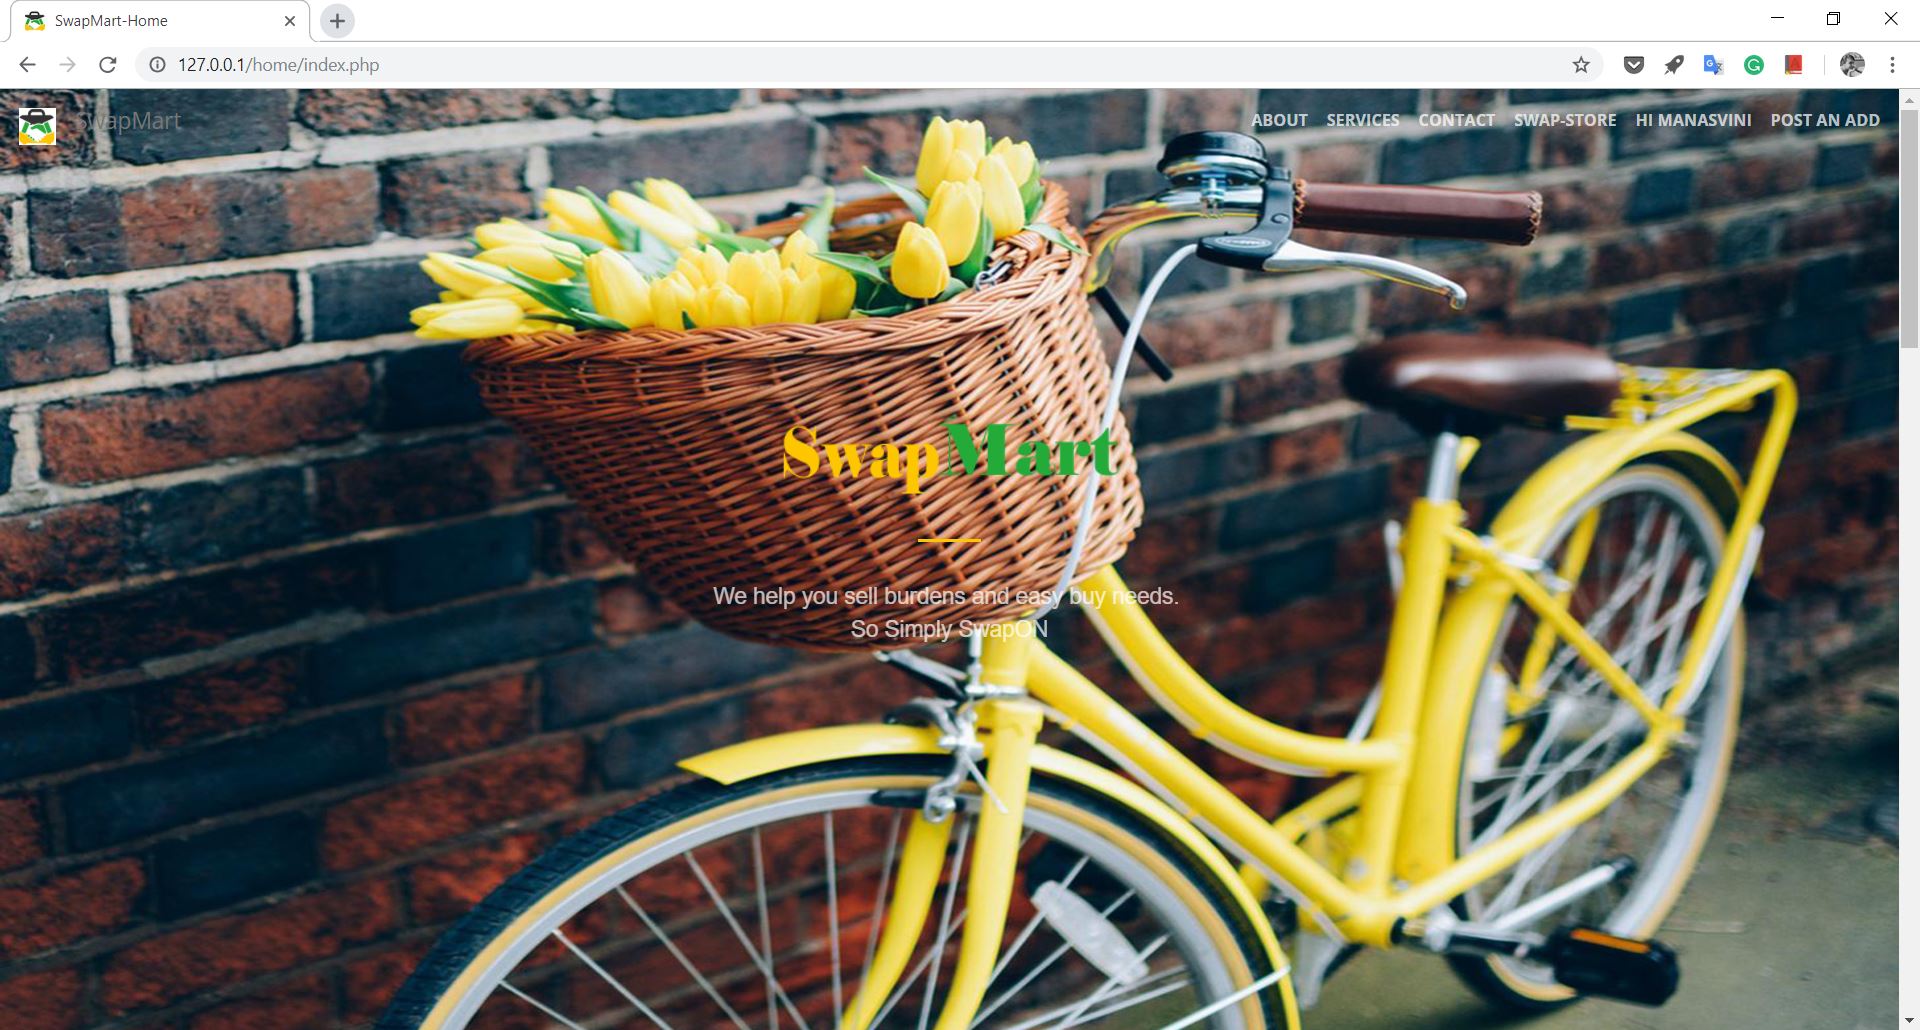 SwapMart-Home
127.0.0.1/home/index.php
SwapMart
ABOUT SERVICES CONTACT SWAP-STORE HI MANASVINI POST AN ADD
SwapMart
We help you sell burdens and easy buy needs.
So Simply SwapON